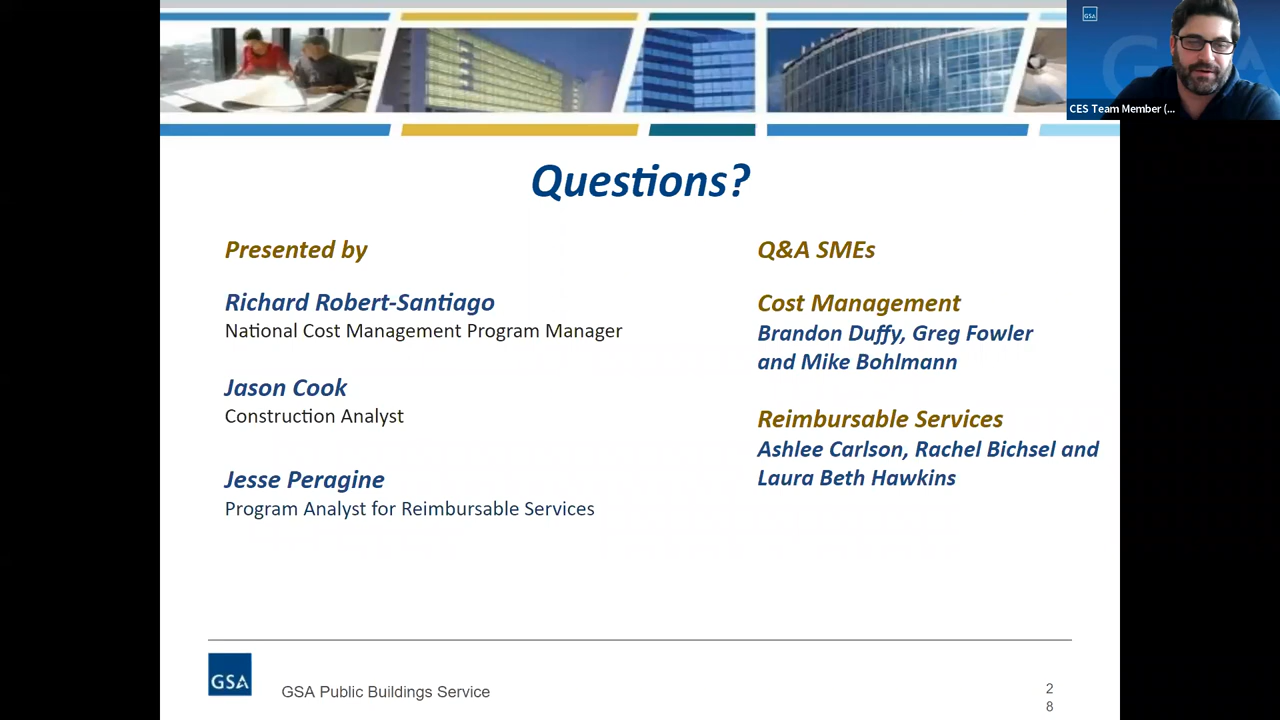 GSA
CES Team Member (...
Questions?
Presented by
Richard Robert-Santiago
National Cost Management Program Manager
Jason Cook
Construction Analyst
Jesse Peragine
Program Analyst for Reimbursable Services
Q&A SMEs
Cost Management
Brandon Duffy, Greg Fowler
and Mike Bohlmann
Reimbursable Services
Ashlee Carlson, Rachel Bichsel and
Laura Beth Hawkins
GSA
GSA Public Buildings Service
2
8